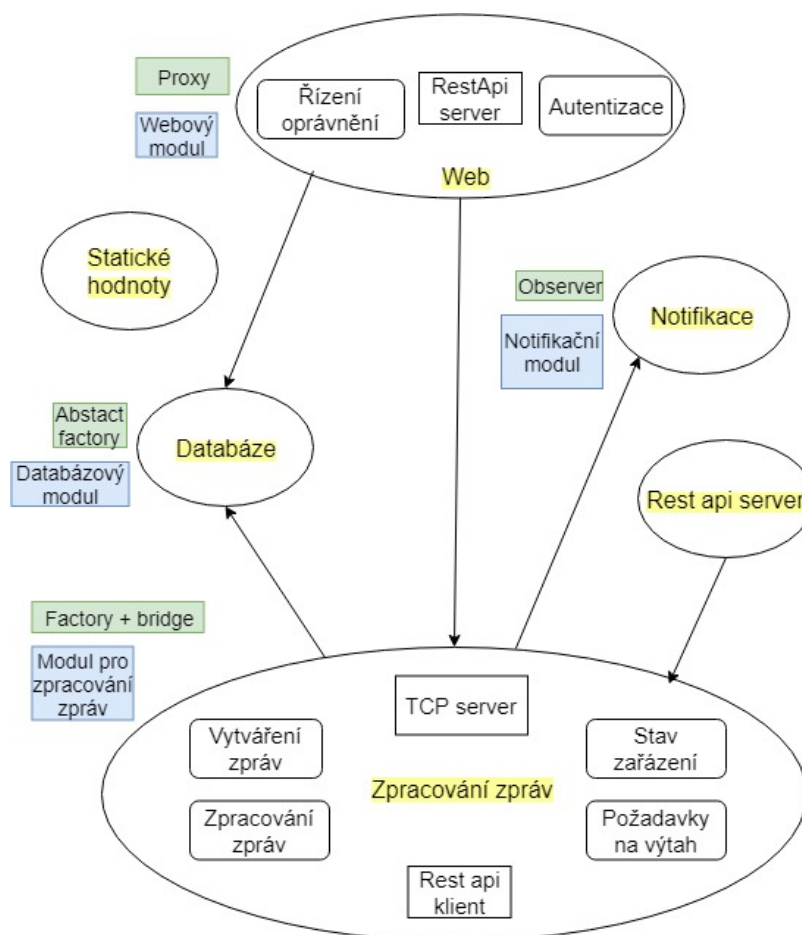 Proxy
Webový
modul
Řízení
oprávnění
RestApi
server
Autentizace
Web
Statické
hodnoty
Observer
Notifikační
modul
Notifikace
Abstact
factory
Databázový
modul
Databáze
Rest api server
Factory + bridge
Modul pro
zpracování
zpráv
TCP server
Vytváření
zpráv
Stav
zařázení
Zpracování zpráv
Zpracování
zpráv
Požadavky
na výtah
Rest api
klient